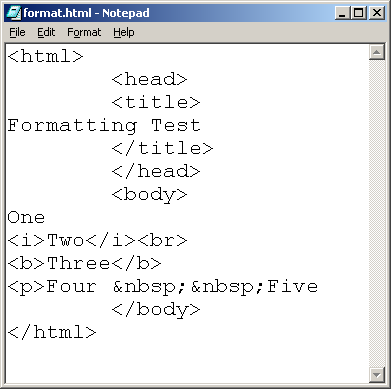 format.html - Notepad
File Edit Format Help
<html>
<head>
<title>
Formatting Test
</title>
</head>
<body>
One
<i>Two</i><br>
<b>Three</b>
<p>Four &nbsp;&nbsp;Five
</body>
</html>